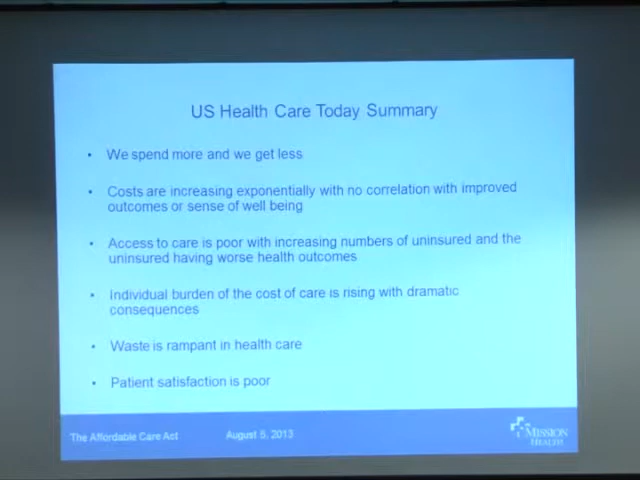 US Health Care Today Summary
• We spend more and we get less
• Costs are increasing exponentially with no correlation with improved
outcomes or sense of well being
• Access to care is poor with increasing numbers of uninsured and the
uninsured having worse health outcomes
• Individual burden of the cost of care is rising with dramatic
consequences
• Waste is rampant in health care
• Patient satisfaction is poor
The Affordable Care Act August 5, 2013
MISSION
HEALTH